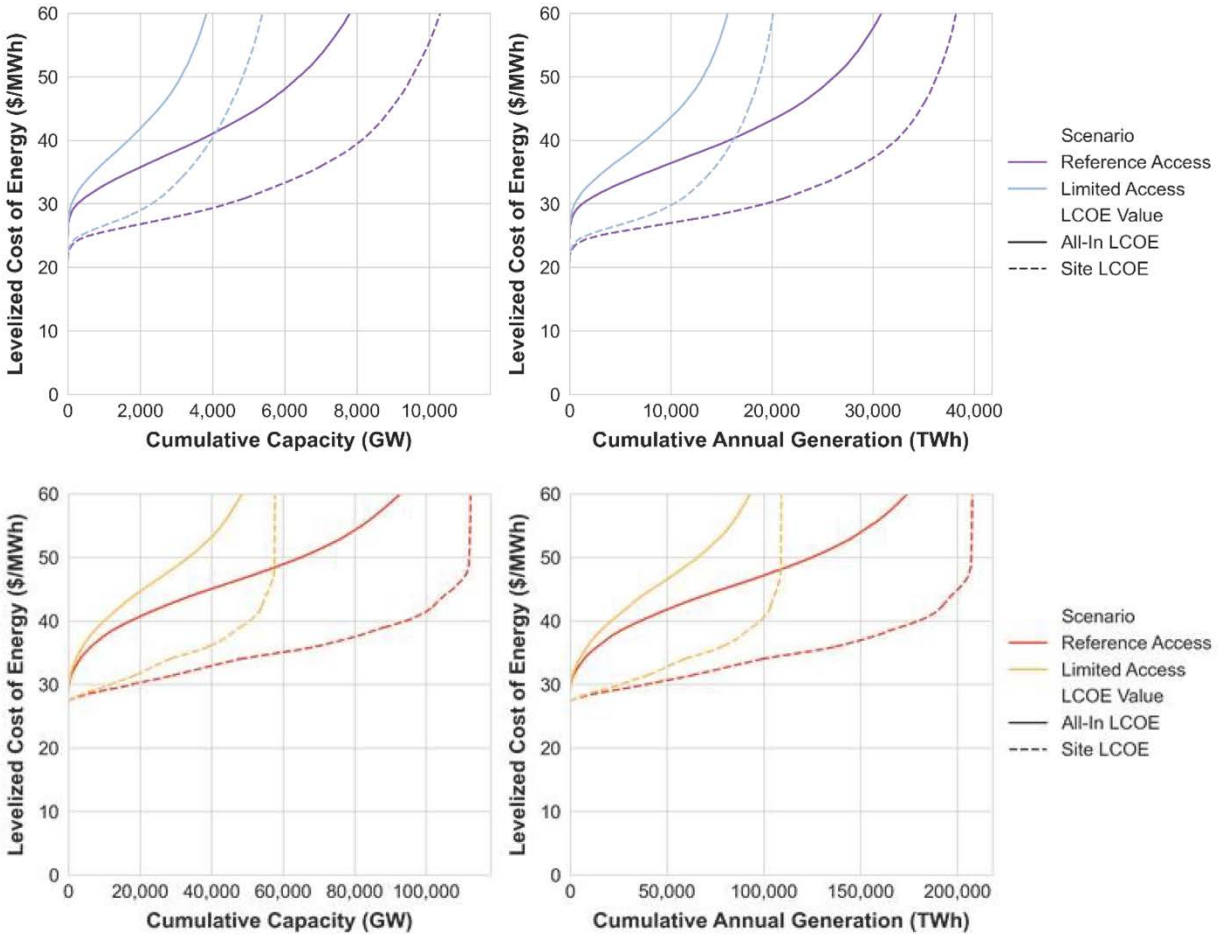 Levelized Cost of Energy ($/MWh)
60
50
40
30
20
10
0
0 2,000 4,000 6,000 8,000 10,000
Cumulative Capacity (GW)
Levelized Cost of Energy ($/MWh)
60
50
40
30
20
10
0
0 10,000 20,000 30,000 40,000
Cumulative Annual Generation (TWh)
Scenario
Reference Access
Limited Access
LCOE Value
All-In LCOE
Site LCOE
Levelized Cost of Energy ($/MWh)
60
50
40
30
20
10
0
0 20,000 40,000 60,000 80,000 100,000
Cumulative Capacity (GW)
Levelized Cost of Energy ($/MWh)
60
50
40
30
20
10
0
0 50,000 100,000 150,000 200,000
Cumulative Annual Generation (TWh)
Scenario
Reference Access
Limited Access
LCOE Value
All-In LCOE
Site LCOE